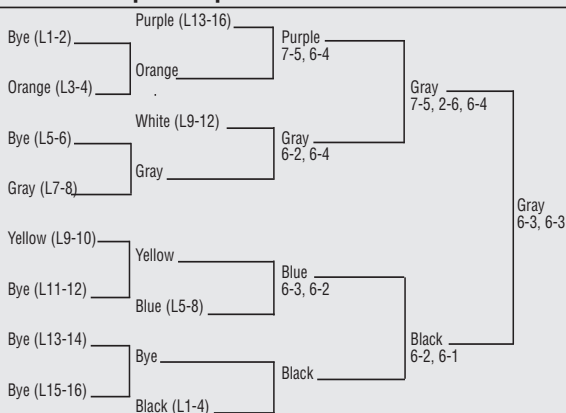 Bye (L1-2)
Orange (L3-4)
Bye (L5-6)
Gray (L7-8)
Yellow (L9-10)
Bye (L11-12)
Bye (L13-14)
Bye (L15-16)
Purple (L13-16)
Orange
.
White (L9-12)
Gray
Yellow
Blue (L5-8)
Bye
Black (L1-4)
Purple
7-5, 6-4
Gray
6-2, 6-4
Blue
6-3, 6-2
Black
Gray
7-5, 2-6, 6-4
Black
6-2, 6-1
Gray
6-3, 6-3